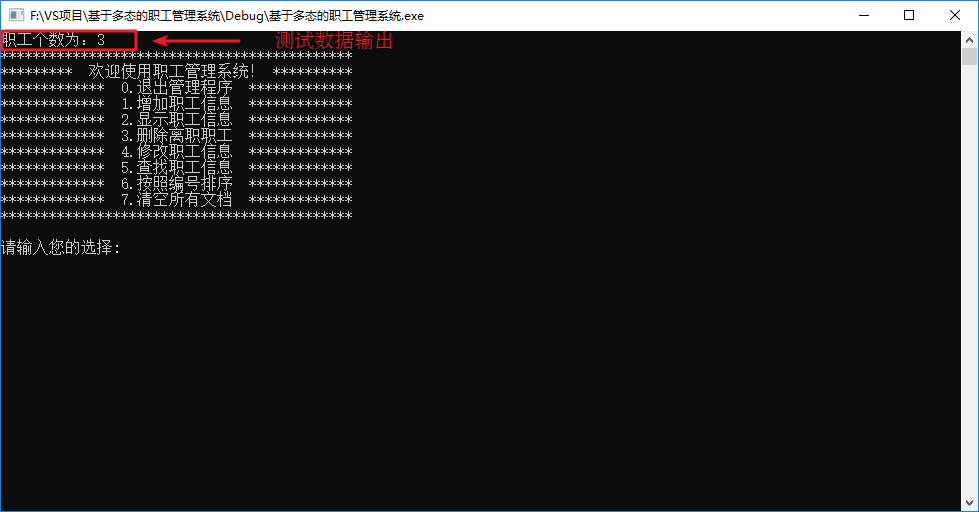 F:\VS项目\基于多态的职工管理系统\Debug\基于多态的职工管理系统.exe
职工个数为：3 测试数据输出
********************************************
*********  欢迎使用职工管理系统!  **********
*************  0.退出管理程序  *************
*************  1.增加职工信息  *************
*************  2.显示职工信息  *************
*************  3.删除离职职工  *************
*************  4.修改职工信息  *************
*************  5.查找职工信息  *************
*************  6.按照编号排序  *************
*************  7.清空所有文档  *************
********************************************
请输入您的选择: